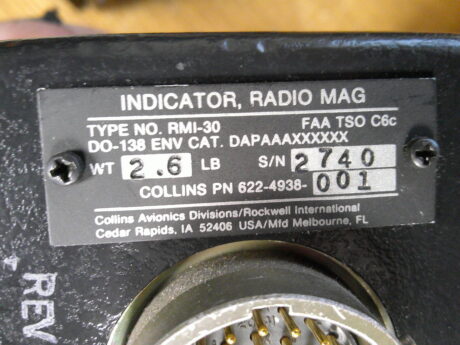 INDICATOR, RADIO MAG
TYPE NO. RMI-30 FAA TSO C6c
DO-138 ENV CAT. DAPAAAXXXXXX
WT 2.6 LB S/N 2740
COLLINS PN 622-4938-001
Collins Avionics Divisions/Rockwell International
Cedar Rapids, IA 52406 USA/Mfd Melbourne, FL
REV